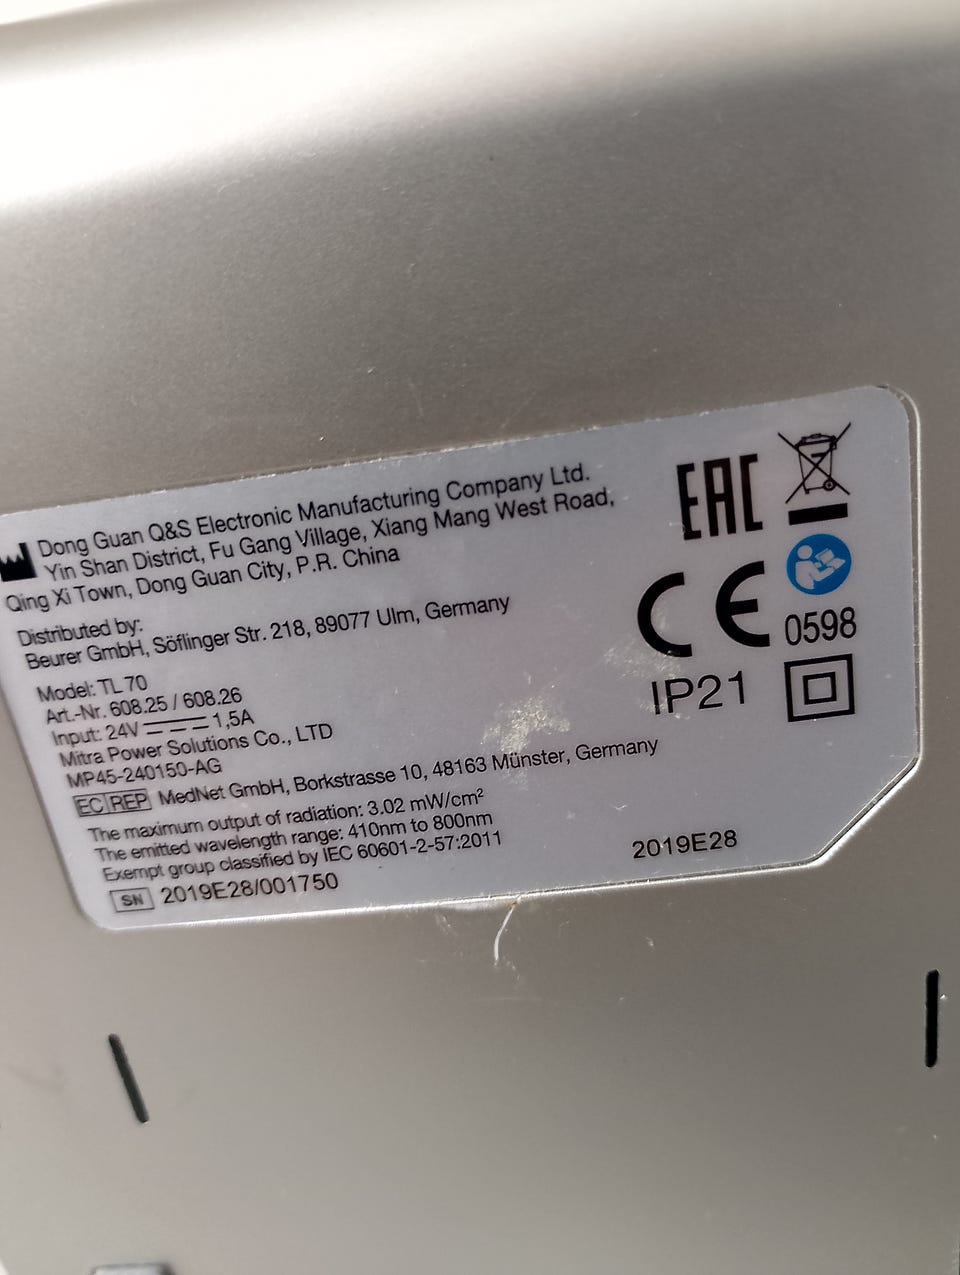 Dong Guan Q&S Electronic Manufacturing Company Ltd.
Yin Shan District, Fu Gang Village, Xiang Mang West Road,
Qing Xi Town, Dong Guan City, P.R. China
Distributed by:
Beurer GmbH, Söflinger Str. 218, 89077 Ulm, Germany
Model: TL 70
Art.-Nr. 608.25 / 608.26
Input: 24V 1,5A
Mitra Power Solutions Co., LTD
MP45-240150-AG
EC REP MedNet GmbH, Borkstrasse 10, 48163 Münster, Germany
The maximum output of radiation: 3.02 mW/cm²
The emitted wavelength range: 410nm to 800nm
Exempt group classified by IEC 60601-2-57:2011
SN 2019E28/001750
EAC
CE 0598
IP21
2019E28